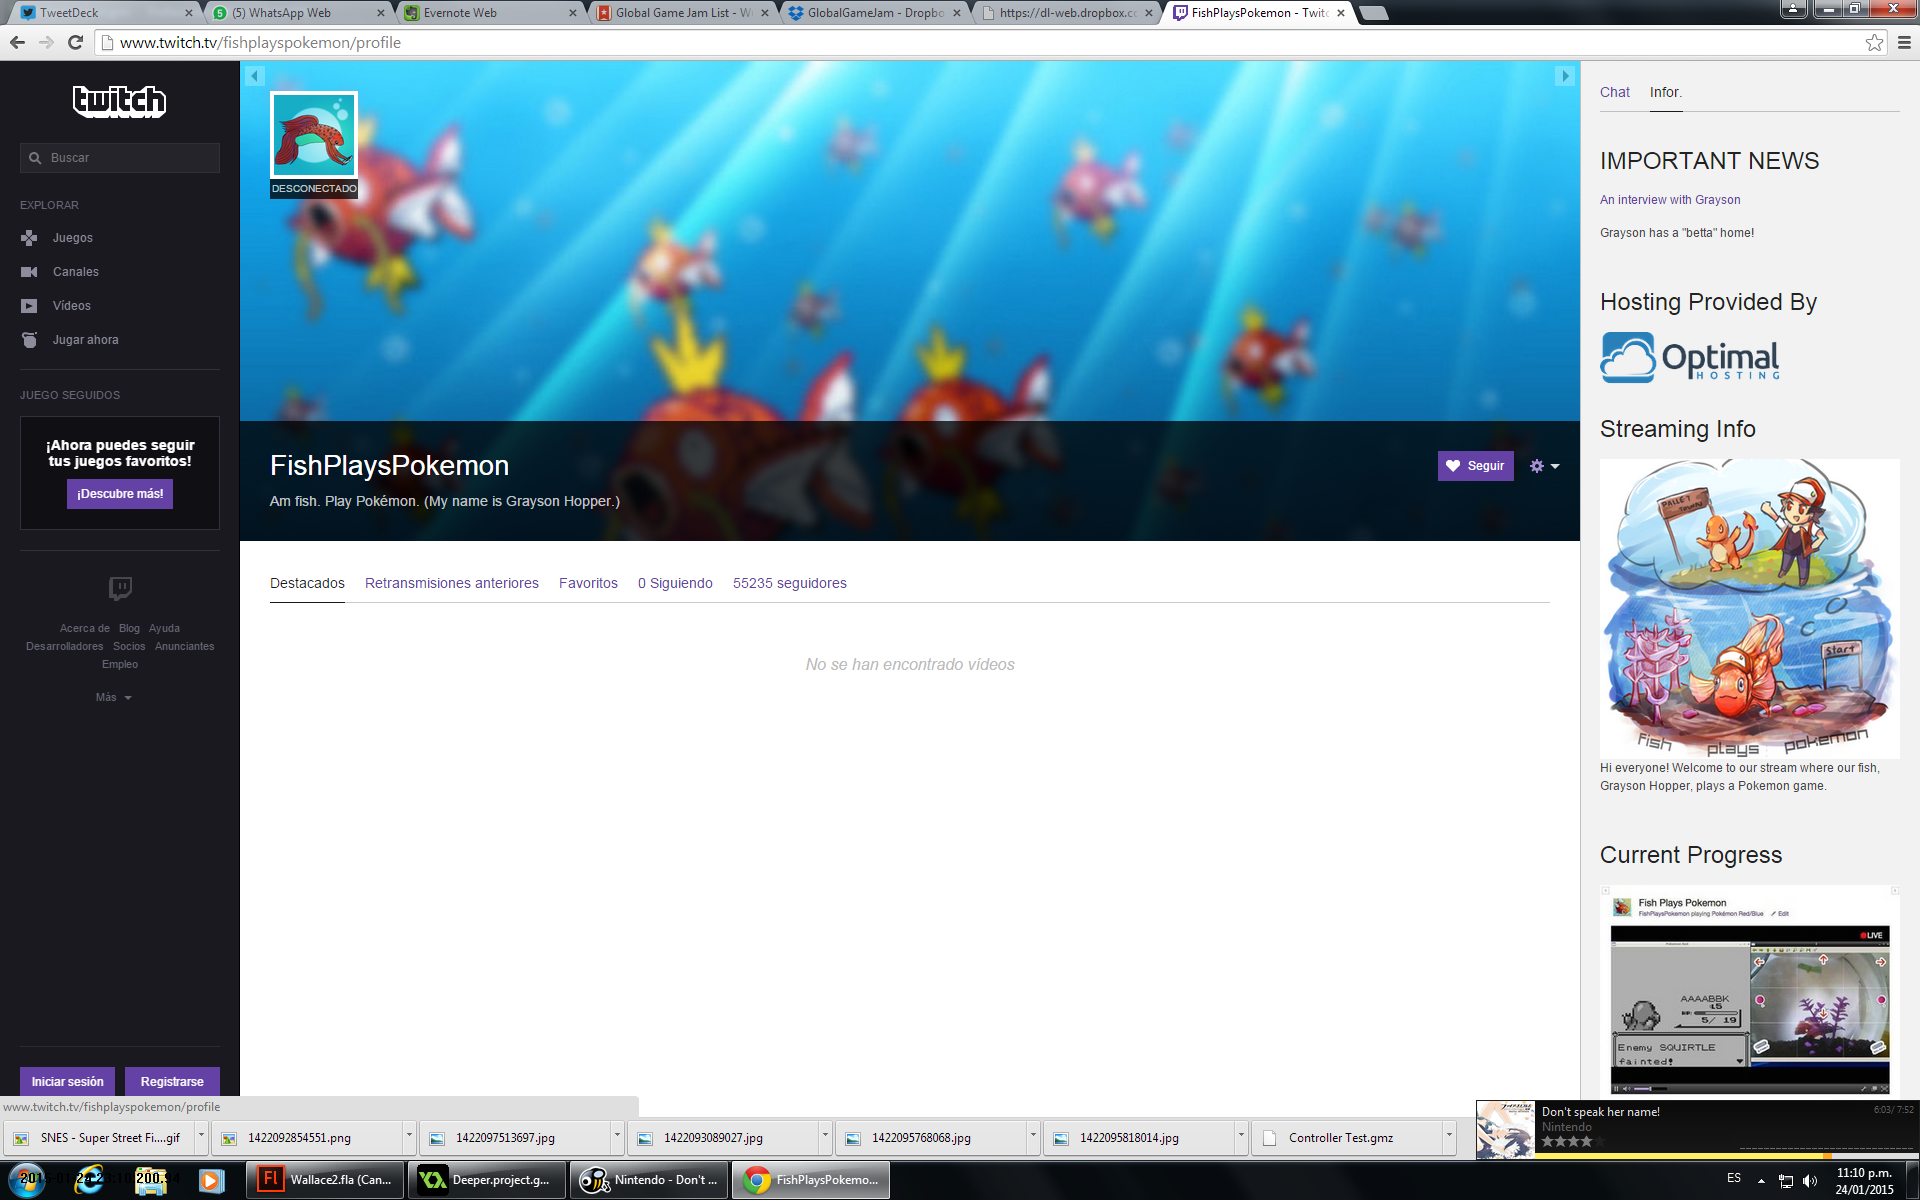 TweetDeck
(5) WhatsApp Web
Evernote Web
Global Game Jam List - W
GlobalGameJam - Dropbo
https://dl-web.dropbox.c
FishPlaysPokemon - Twitc
www.twitch.tv/fishplayspokemon/profile
twitch
Buscar
EXPLORAR
Juegos
Canales
Vídeos
Jugar ahora
JUEGO SEGUIDOS
¡Ahora puedes seguir
tus juegos favoritos!
¡Descubre más!
Acerca de Blog Ayuda
Desarrolladores Socios Anunciantes
Empleo
Más
Iniciar sesión Registrarse
DESCONECTADO
FishPlaysPokemon
Am fish. Play Pokémon. (My name is Grayson Hopper.)
Seguir
Destacados Retransmisiones anteriores Favoritos 0 Siguiendo 55235 seguidores
No se han encontrado vídeos
Chat Infor.
IMPORTANT NEWS
An interview with Grayson
Grayson has a "betta" home!
Hosting Provided By
Optimal
HOSTING
Streaming Info
PALLET TOWN
Start
fish plays pokemon
Hi everyone! Welcome to our stream where our fish,
Grayson Hopper, plays a Pokemon game.
Current Progress
Fish Plays Pokemon
FishPlaysPokemon playing Pokémon Red/Blue Edit
LIVE
AAAABBK
5/ 19
Enemy SQUIRTLE
fainted!
www.twitch.tv/fishplayspokemon/profile
SNES - Super Street Fi....gif
1422092854551.png
1422097513697.jpg
1422093089027.jpg
1422095768068.jpg
1422095818014.jpg
Controller Test.gmz
Don't speak her name!
Nintendo
6:03/ 7:52
Wallace2.fla (Can...
Deeper.project.g...
Nintendo - Don't ...
FishPlaysPokemo...
ES
11:10 p.m.
24/01/2015